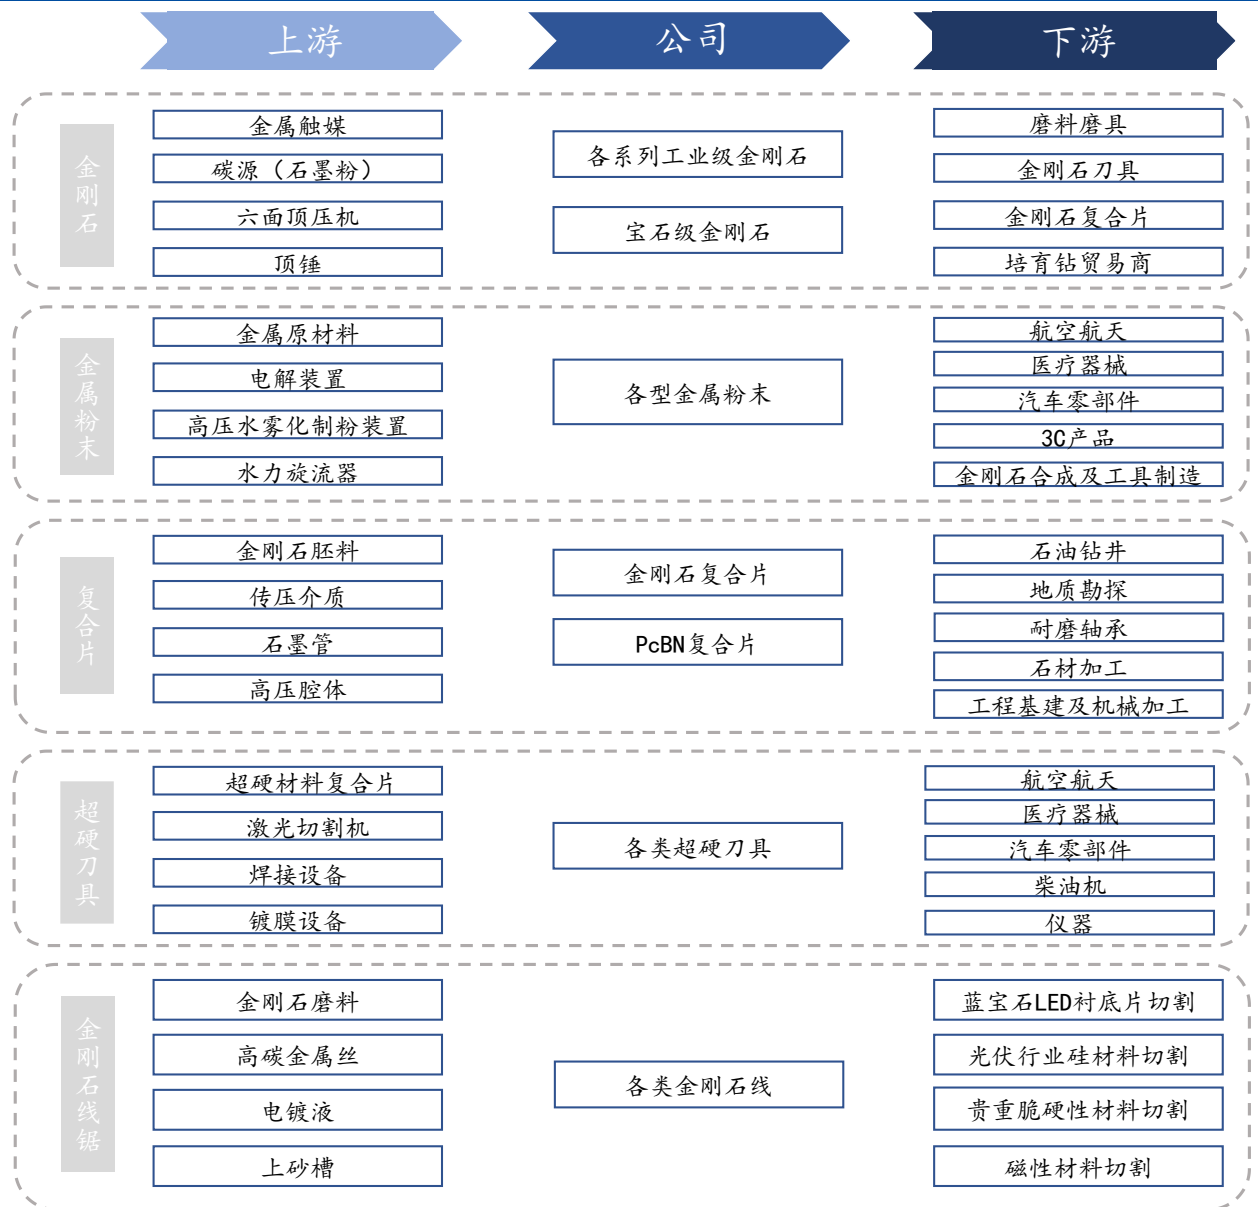 上游
公司
下游
金刚石
金属触媒
碳源（石墨粉）
六面顶压机
顶锤
各系列工业级金刚石
宝石级金刚石
磨料磨具
金刚石刀具
金刚石复合片
培育钻贸易商
金属粉末
金属原材料
电解装置
高压水雾化制粉装置
水力旋流器
各型金属粉末
航空航天
医疗器械
汽车零部件
3C产品
金刚石合成及工具制造
复合片
金刚石胚料
传压介质
石墨管
高压腔体
金刚石复合片
PcBN复合片
石油钻井
地质勘探
耐磨轴承
石材加工
工程基建及机械加工
超硬刀具
超硬材料复合片
激光切割机
焊接设备
镀膜设备
各类超硬刀具
航空航天
医疗器械
汽车零部件
柴油机
仪器
金刚石线锯
金刚石磨料
高碳金属丝
电镀液
上砂槽
各类金刚石线
蓝宝石LED衬底片切割
光伏行业硅材料切割
贵重脆硬性材料切割
磁性材料切割